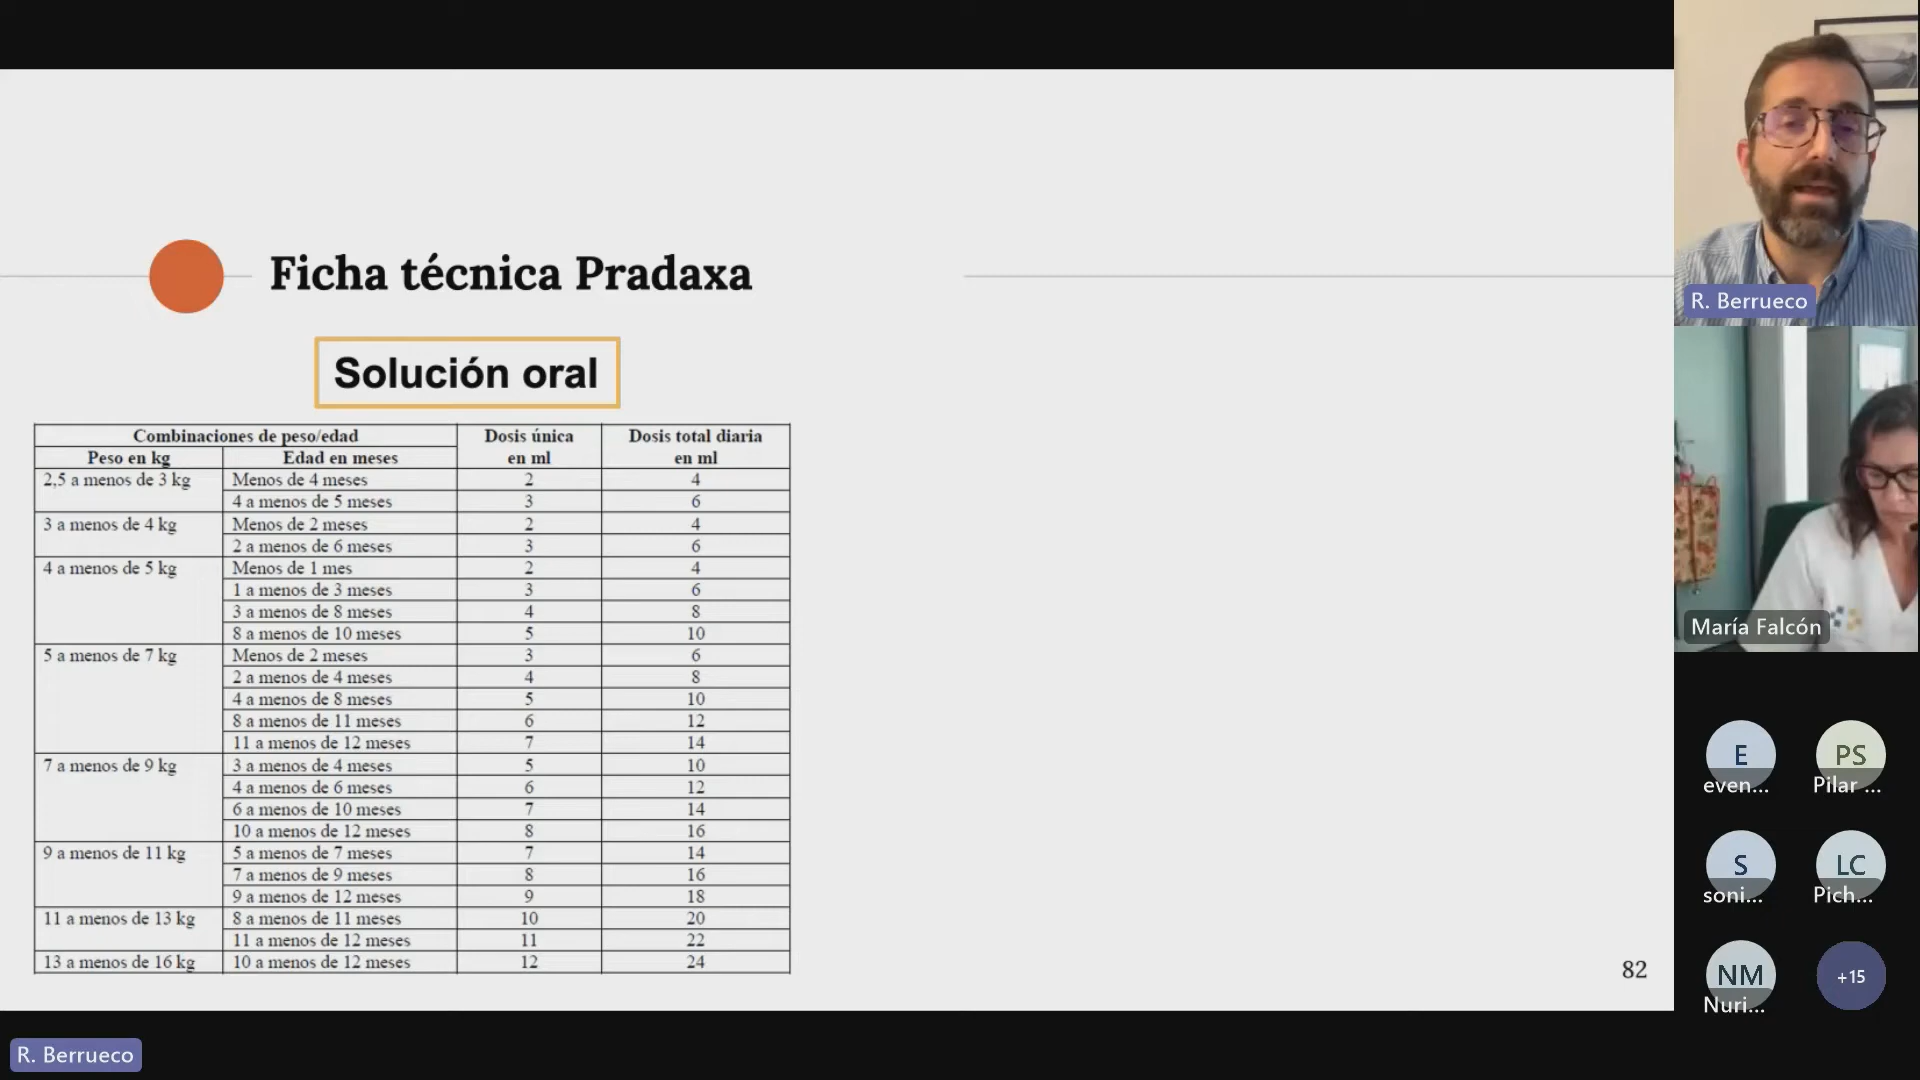 Ficha técnica Pradaxa
Solución oral
Combinaciones de peso/edad Dosis única en ml Dosis total diaria en ml
Peso en kg Edad en meses
2,5 a menos de 3 kg Menos de 4 meses 2 4
4 a menos de 5 meses 3 6
3 a menos de 4 kg Menos de 2 meses 2 4
2 a menos de 6 meses 3 6
4 a menos de 5 kg Menos de 1 mes 2 4
1 a menos de 3 meses 3 6
3 a menos de 8 meses 4 8
8 a menos de 10 meses 5 10
5 a menos de 7 kg Menos de 2 meses 3 6
2 a menos de 4 meses 4 8
4 a menos de 8 meses 5 10
8 a menos de 11 meses 6 12
11 a menos de 12 meses 7 14
7 a menos de 9 kg 3 a menos de 4 meses 5 10
4 a menos de 6 meses 6 12
6 a menos de 10 meses 7 14
10 a menos de 12 meses 8 16
9 a menos de 11 kg 5 a menos de 7 meses 7 14
7 a menos de 9 meses 8 16
9 a menos de 12 meses 9 18
11 a menos de 13 kg 8 a menos de 11 meses 10 20
11 a menos de 12 meses 11 22
13 a menos de 16 kg 10 a menos de 12 meses 12 24
82
R. Berrueco
R. Berrueco
María Falcón
E PS
even... Pilar ...
S LC
soni... Pich...
NM +15
Nuri...